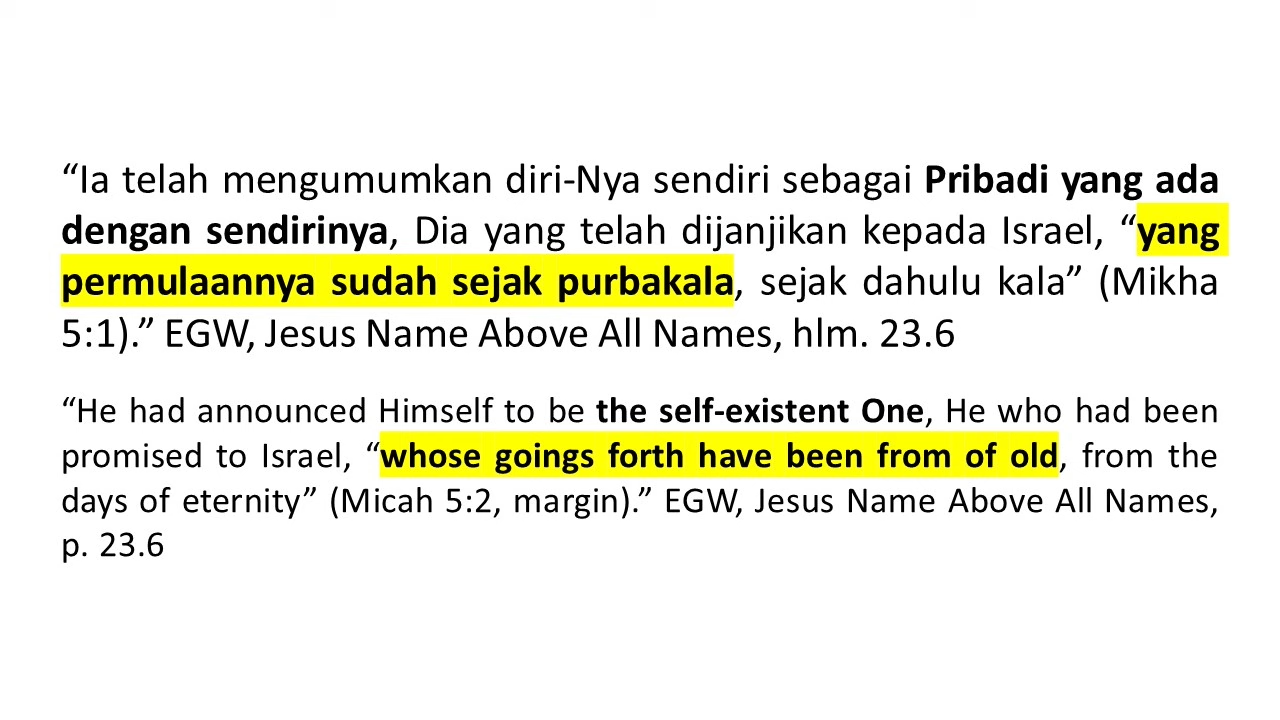 “Ia telah mengumumkan diri-Nya sendiri sebagai Pribadi yang ada
dengan sendirinya, Dia yang telah dijanjikan kepada Israel, “yang
permulaannya sudah sejak purbakala, sejak dahulu kala” (Mikha
5:1).” EGW, Jesus Name Above All Names, hlm. 23.6
“He had announced Himself to be the self-existent One, He who had been
promised to Israel, “whose goings forth have been from of old, from the
days of eternity” (Micah 5:2, margin).” EGW, Jesus Name Above All Names,
p. 23.6